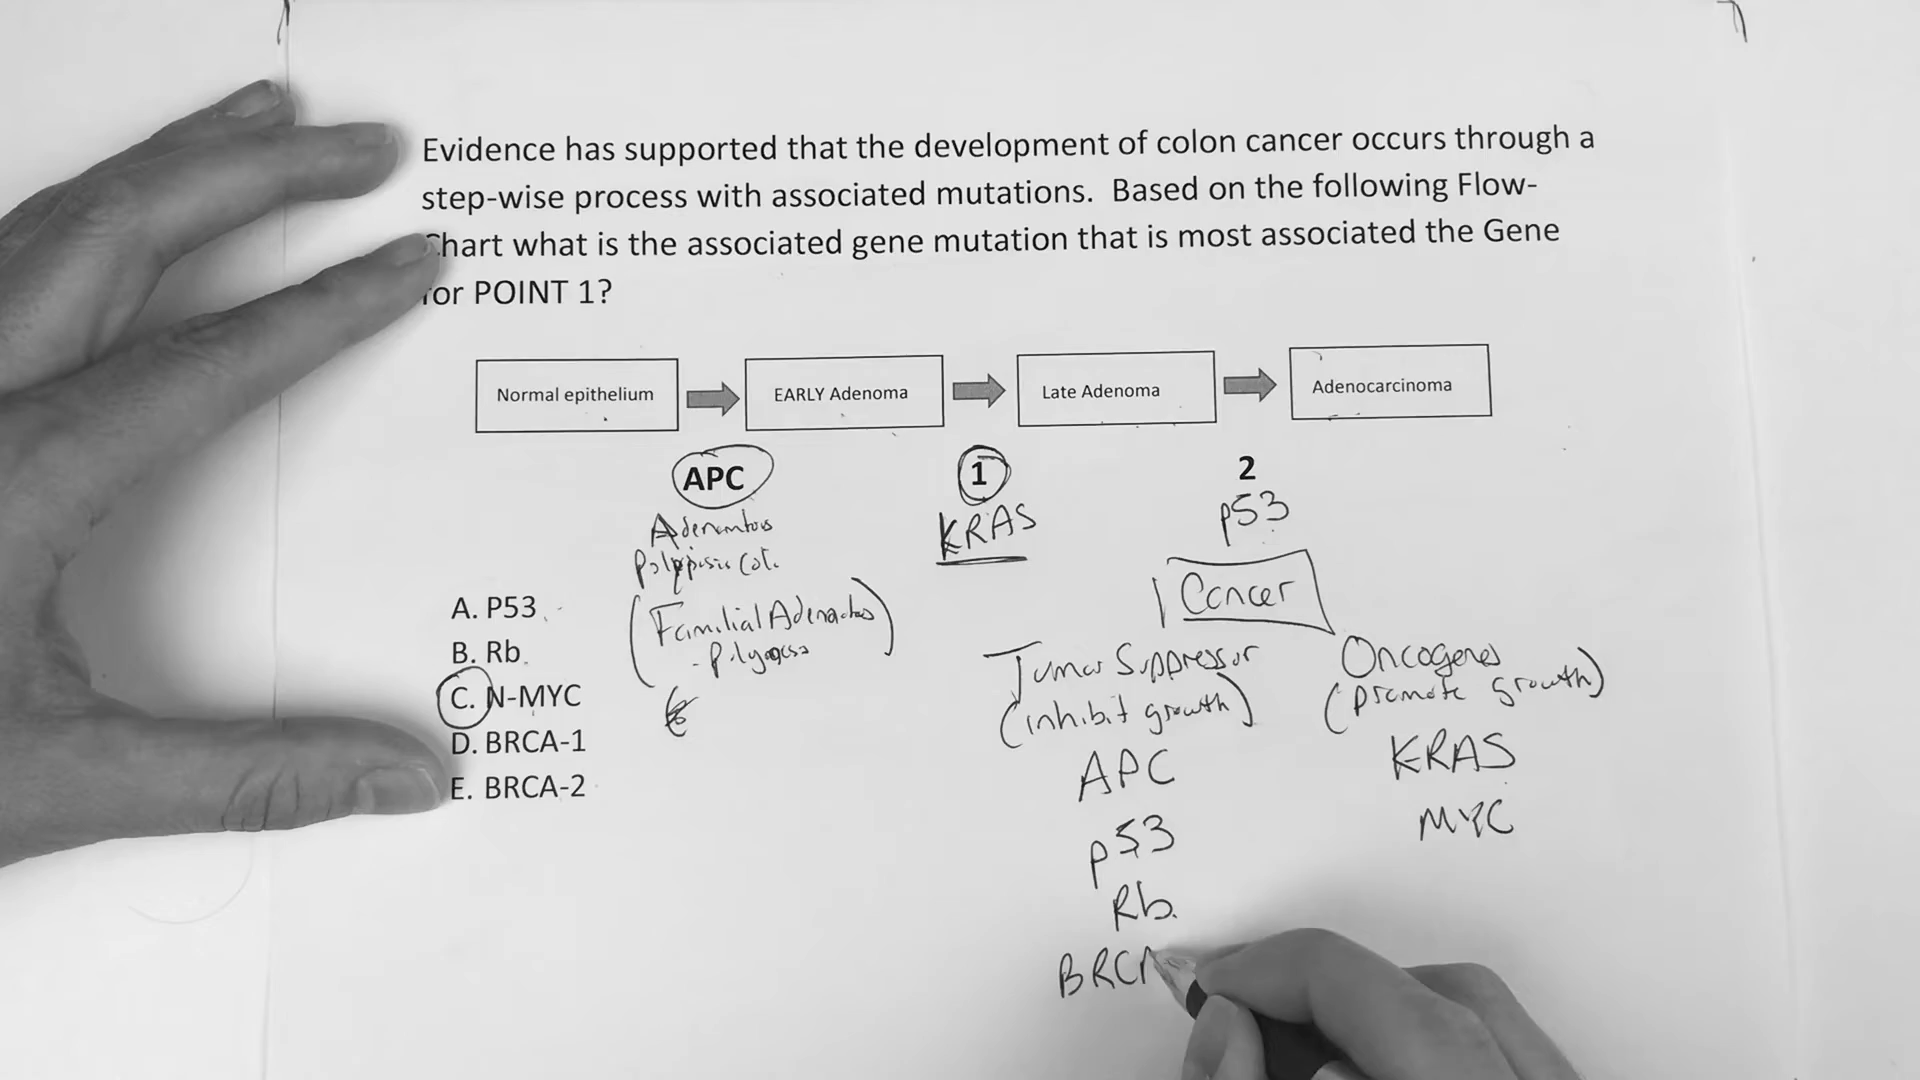 Evidence has supported that the development of colon cancer occurs through a
step-wise process with associated mutations. Based on the following Flow-
Chart what is the associated gene mutation that is most associated the Gene
for POINT 1?
Normal epithelium
EARLY Adenoma
Late Adenoma
Adenocarcinoma
APC
1
2
KRAS
p53
Cancer
A. P53
B. Rb
C. N-MYC
D. BRCA-1
E. BRCA-2
(Familial
Tumor Suppressor
(inhibit growth)
APC
p53
Rb
BRCA
Oncogenes
(promote growth)
KRAS
MYC